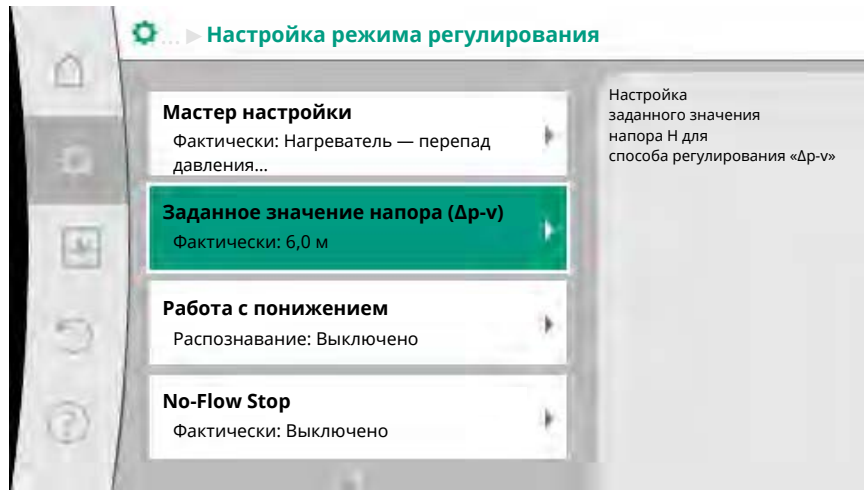 ... ▶ Настройка режима регулирования
Мастер настройки
Фактически: Нагреватель — перепад
давления...
Заданное значение напора (Δp-v)
Фактически: 6,0 м
Работа с понижением
Распознавание: Выключено
No-Flow Stop
Фактически: Выключено
Настройка
заданного значения
напора H для
способа регулирования «Δp-v»